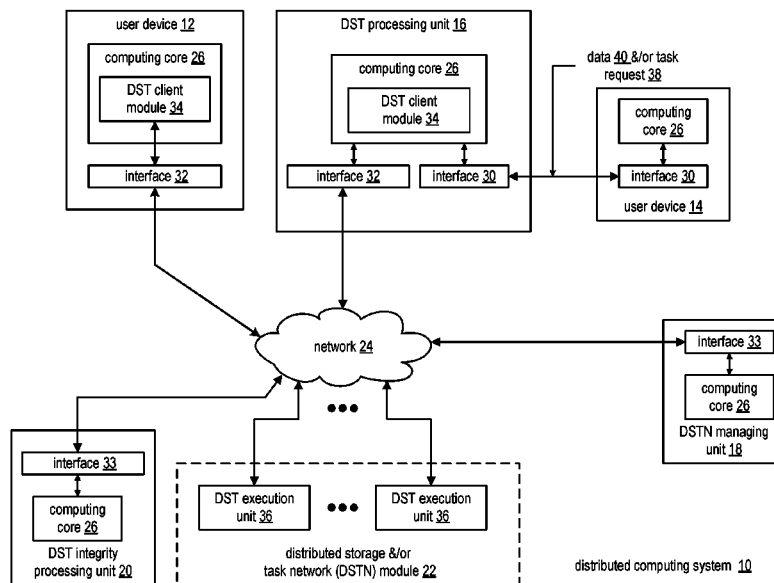 user device 12
computing core 26
DST client
module 34
interface 32
DST processing unit 16
computing core 26
DST client
module 34
interface 32
interface 30
data 40 &/or task
request 38
computing
core 26
interface 30
user device 14
network 24
interface 33
computing
core 26
DSTN managing
unit 18
interface 33
computing
core 26
DST integrity
processing unit 20
DST execution
unit 36
DST execution
unit 36
distributed storage &/or
task network (DSTN) module 22
distributed computing system 10